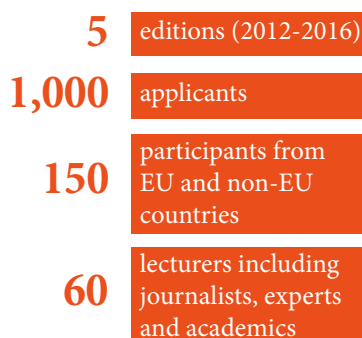 5 editions (2012-2016)
1,000 applicants
150 participants from
EU and non-EU
countries
60 lecturers including
journalists, experts
and academics